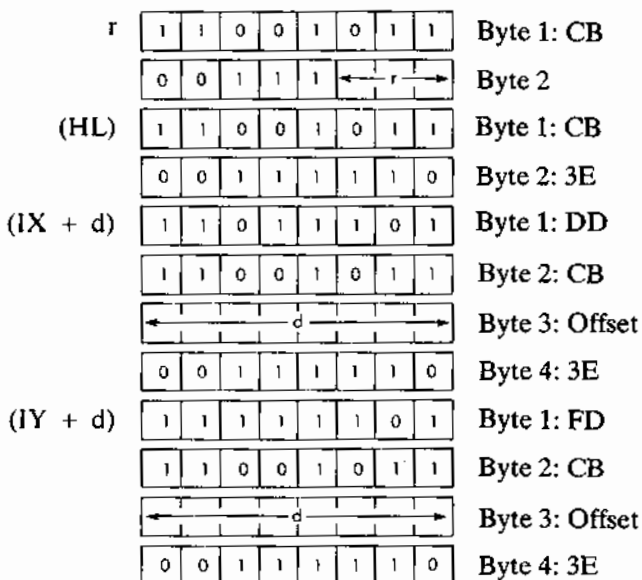 r 1 1 0 0 1 0 1 1 Byte 1: CB
0 0 1 1 1 r Byte 2
(HL) 1 1 0 0 1 0 1 1 Byte 1: CB
0 0 1 1 1 1 1 0 Byte 2: 3E
(IX + d) 1 1 0 1 1 1 0 1 Byte 1: DD
1 1 0 0 1 0 1 1 Byte 2: CB
d Byte 3: Offset
0 0 1 1 1 1 1 0 Byte 4: 3E
(IY + d) 1 1 1 1 1 1 0 1 Byte 1: FD
1 1 0 0 1 0 1 1 Byte 2: CB
d Byte 3: Offset
0 0 1 1 1 1 1 0 Byte 4: 3E